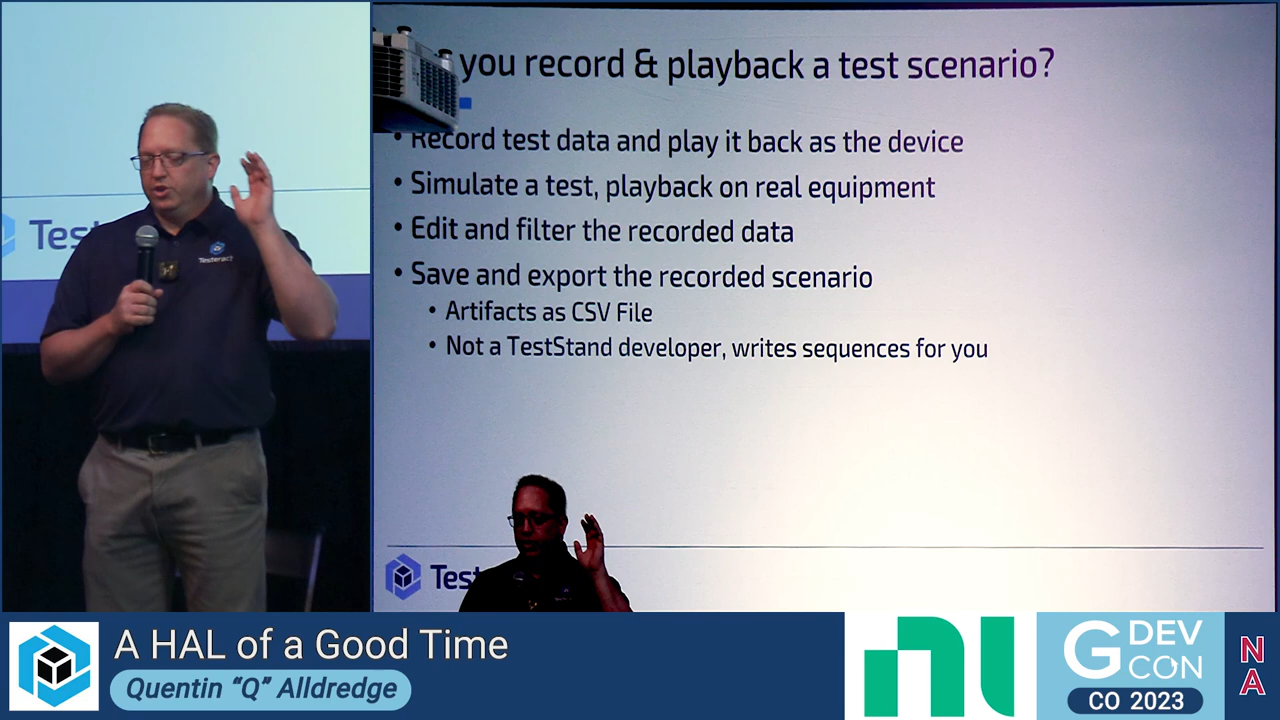 you record & playback a test scenario?
• Record test data and play it back as the device
• Simulate a test, playback on real equipment
• Edit and filter the recorded data
• Save and export the recorded scenario
• Artifacts as CSV File
• Not a TestStand developer, writes sequences for you
Test
Testeract
Test
A HAL of a Good Time
Quentin “Q” Alldredge
G DEV CON
CO 2023
N
A